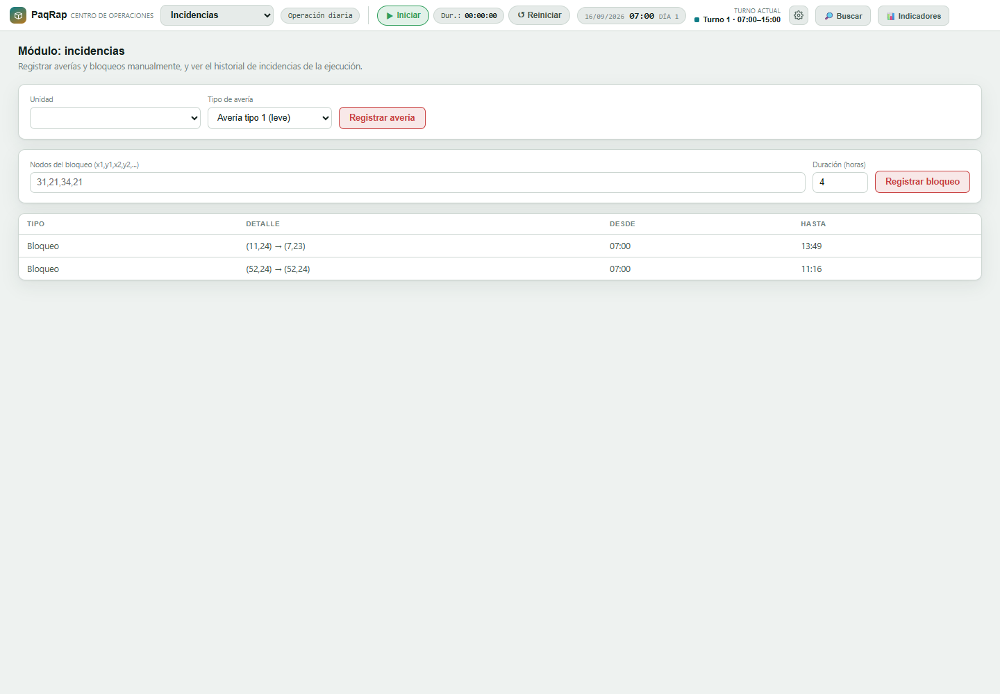 PaqRap CENTRO DE OPERACIONES Incidencias Operación diaria ▶ Iniciar Dur.: 00:00:00 ↺ Reiniciar 16/09/2026 07:00 DÍA 1 TURNO ACTUAL
Turno 1 · 07:00–15:00 Buscar Indicadores
Módulo: incidencias
Registrar averías y bloqueos manualmente, y ver el historial de incidencias de la ejecución.
Unidad Tipo de avería
Avería tipo 1 (leve) Registrar avería
Nodos del bloqueo (x1,y1,x2,y2,...) Duración (horas)
31,21,34,21 4 Registrar bloqueo
TIPO DETALLE DESDE HASTA
Bloqueo (11,24) → (7,23) 07:00 13:49
Bloqueo (52,24) → (52,24) 07:00 11:16